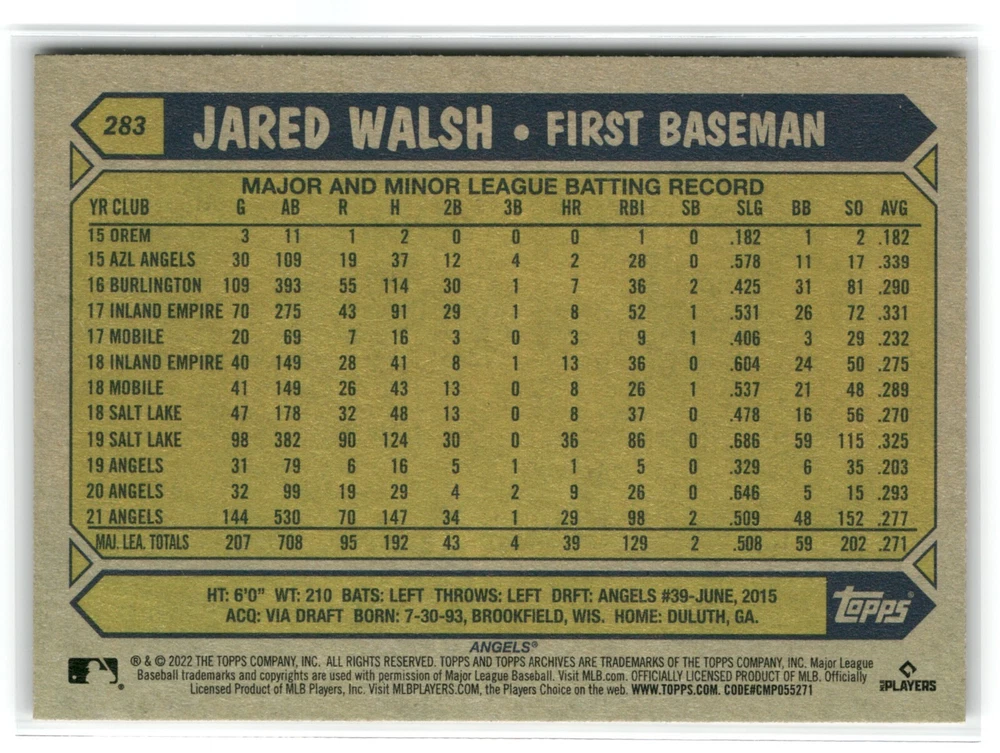 283 JARED WALSH • FIRST BASEMAN
MAJOR AND MINOR LEAGUE BATTING RECORD
YR CLUB G AB R H 2B 3B HR RBI SB SLG BB SO AVG
15 OREM 3 11 1 2 0 0 0 1 0 .182 1 2 .182
15 AZL ANGELS 30 109 19 37 12 4 2 28 0 .578 11 17 .339
16 BURLINGTON 109 393 55 114 30 1 7 36 2 .425 31 81 .290
17 INLAND EMPIRE 70 275 43 91 29 1 8 52 1 .531 26 72 .331
17 MOBILE 20 69 7 16 3 0 3 9 1 .406 3 29 .232
18 INLAND EMPIRE 40 149 28 41 8 1 13 36 0 .604 24 50 .275
18 MOBILE 41 149 26 43 13 0 8 26 1 .537 21 48 .289
18 SALT LAKE 47 178 32 48 13 0 8 37 0 .478 16 56 .270
19 SALT LAKE 98 382 90 124 30 0 36 86 0 .686 59 115 .325
19 ANGELS 31 79 6 16 5 1 1 5 0 .329 6 35 .203
20 ANGELS 32 99 19 29 4 2 9 26 0 .646 5 15 .293
21 ANGELS 144 530 70 147 34 1 29 98 2 .509 48 152 .277
MAJ. LEA. TOTALS 207 708 95 192 43 4 39 129 2 .508 59 202 .271
HT: 6'0" WT: 210 BATS: LEFT THROWS: LEFT DRFT: ANGELS #39-JUNE, 2015
ACQ: VIA DRAFT BORN: 7-30-93, BROOKFIELD, WIS. HOME: DULUTH, GA.
topps®
ANGELS®
® & © 2022 THE TOPPS COMPANY, INC. ALL RIGHTS RESERVED. TOPPS AND TOPPS ARCHIVES ARE TRADEMARKS OF THE TOPPS COMPANY, INC. Major League
Baseball trademarks and copyrights are used with permission of Major League Baseball. Visit MLB.com. OFFICIALLY LICENSED PRODUCT OF MLB. Officially
Licensed Product of MLB Players, Inc. Visit MLBPLAYERS.COM, the Players Choice on the web. WWW.TOPPS.COM. CODE#CMP055271
MLB PLAYERS